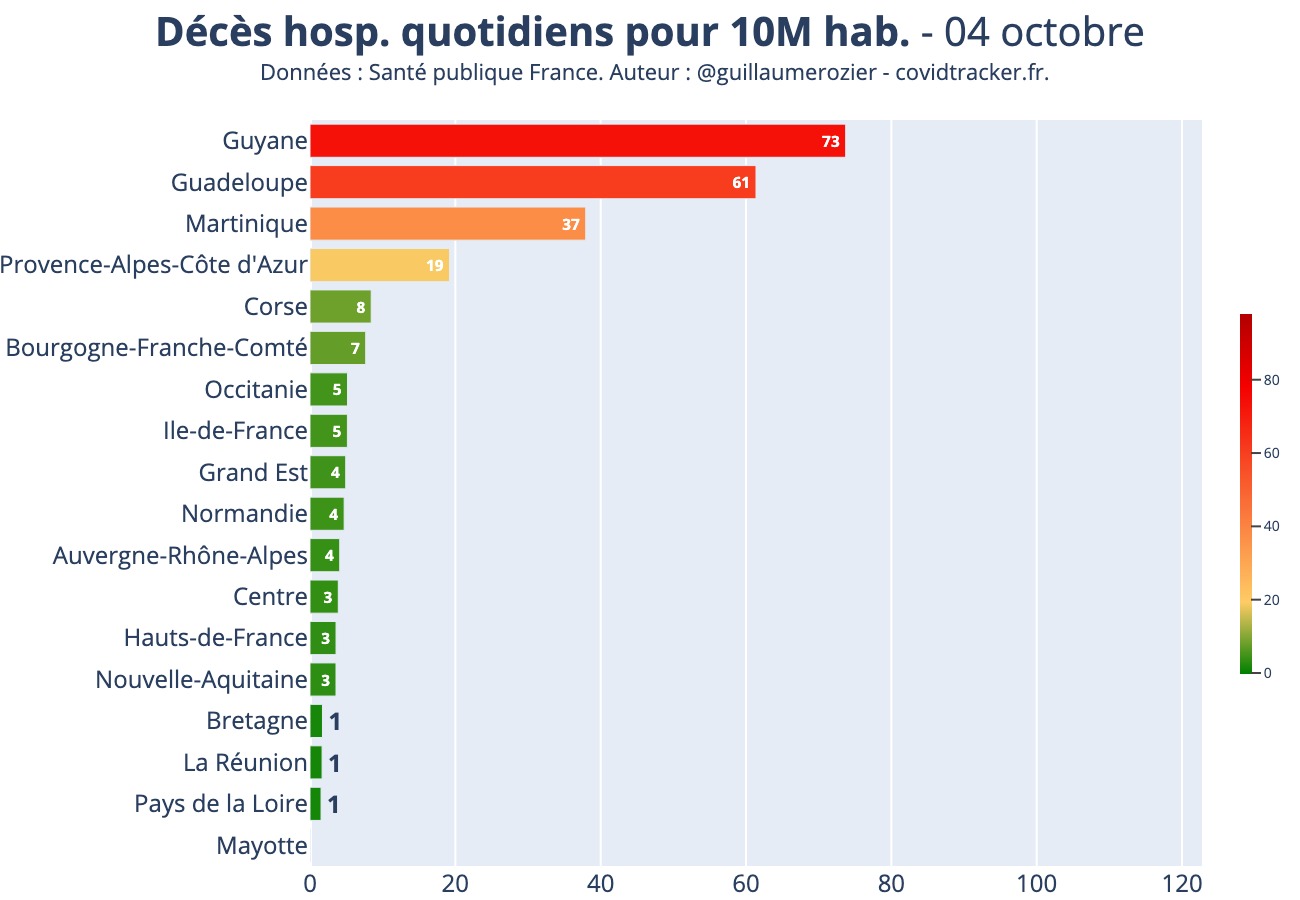 Décès hosp. quotidiens pour 10M hab. - 04 octobre
Données : Santé publique France. Auteur : @guillaumerozier - covidtracker.fr.
Guyane 73
Guadeloupe 61
Martinique 37
Provence-Alpes-Côte d'Azur 19
Corse 8
Bourgogne-Franche-Comté 7
Occitanie 5
Ile-de-France 5
Grand Est 4
Normandie 4
Auvergne-Rhône-Alpes 4
Centre 3
Hauts-de-France 3
Nouvelle-Aquitaine 3
Bretagne 1
La Réunion 1
Pays de la Loire 1
Mayotte
0 20 40 60 80 100 120
80
60
40
20
0